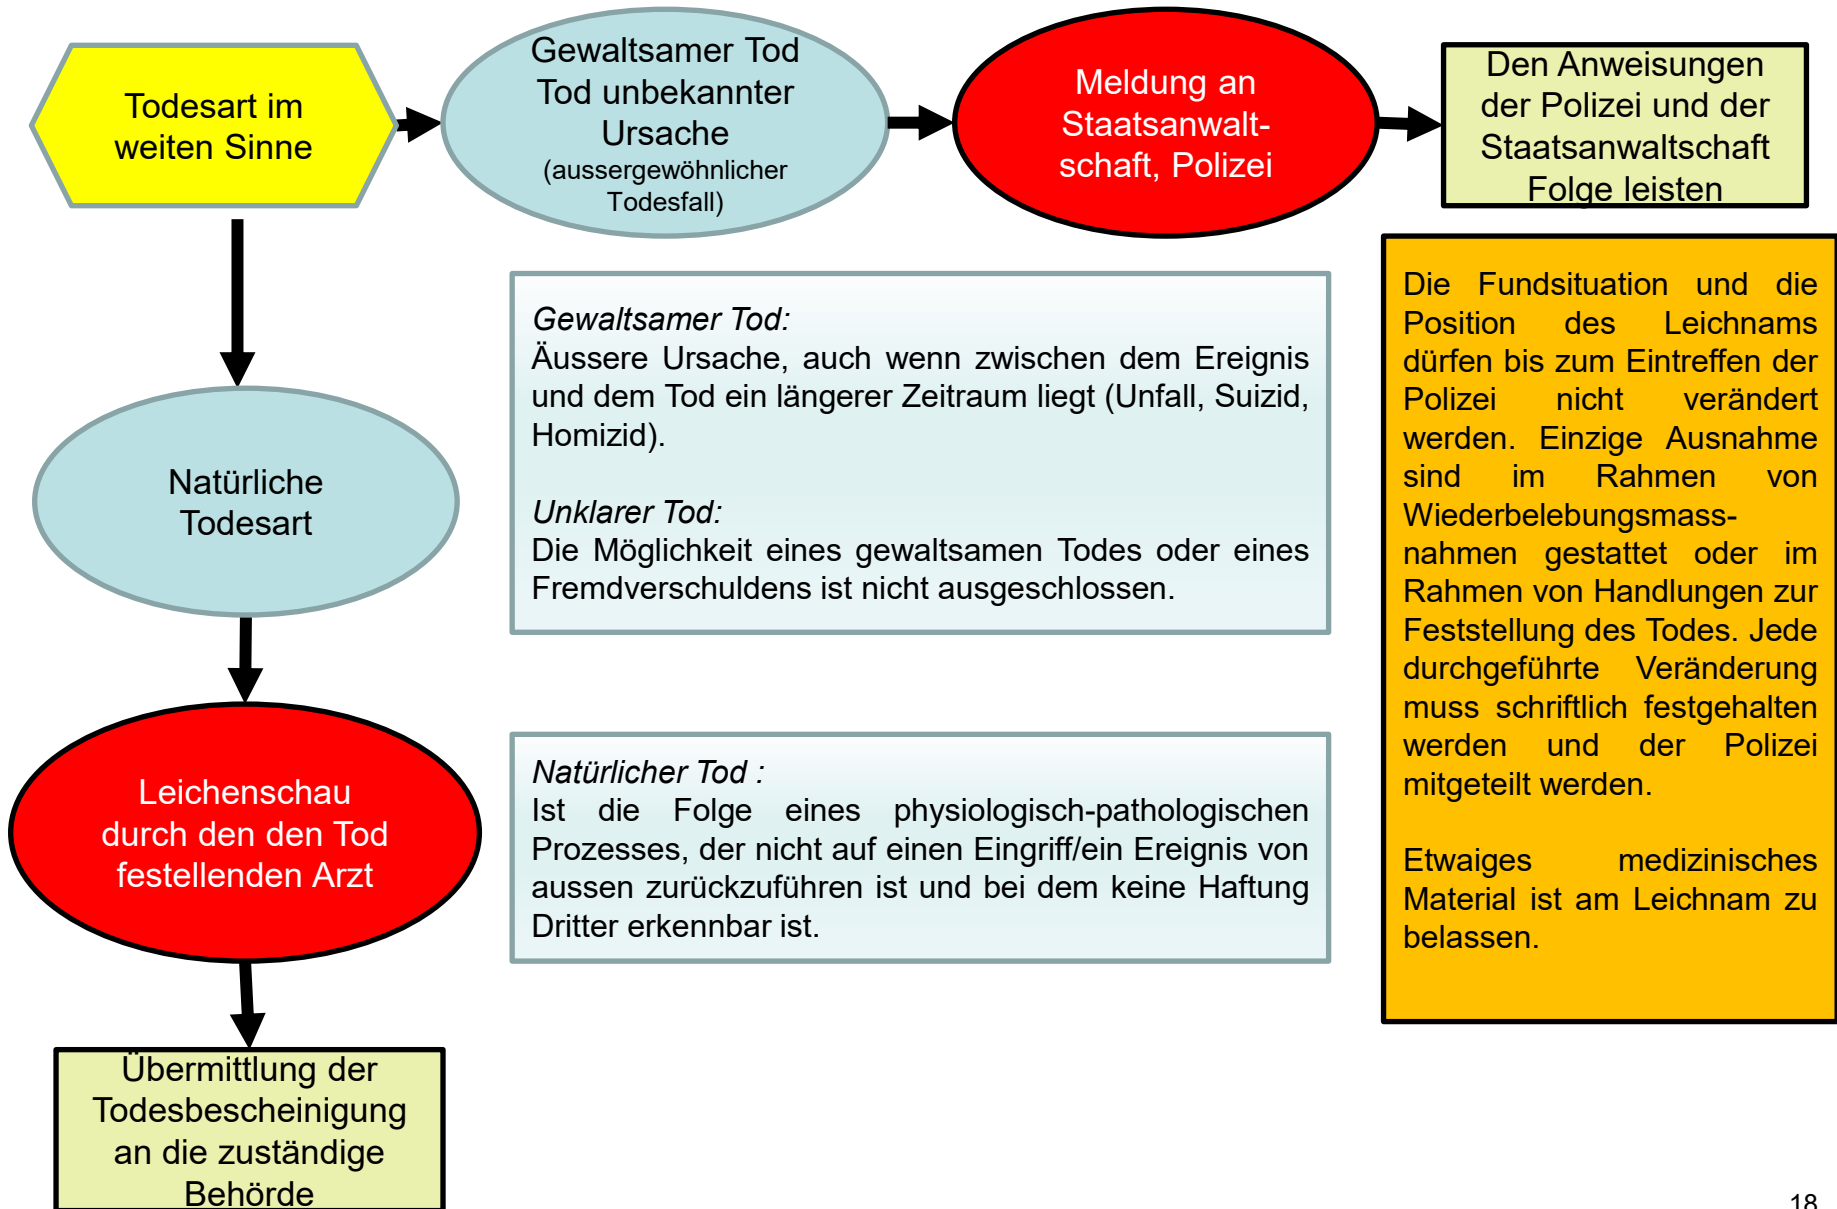 Todesart im
weiten Sinne
Gewaltsamer Tod
Tod unbekannter
Ursache
(aussergewöhnlicher
Todesfall)
Meldung an
Staatsanwalt-
schaft, Polizei
Den Anweisungen
der Polizei und der
Staatsanwaltschaft
Folge leisten
Natürliche
Todesart
Leichenschau
durch den den Tod
festellenden Arzt
Übermittlung der
Todesbescheinigung
an die zuständige
Behörde
Gewaltsamer Tod:
Äussere Ursache, auch wenn zwischen dem Ereignis
und dem Tod ein längerer Zeitraum liegt (Unfall, Suizid,
Homizid).
Unklarer Tod:
Die Möglichkeit eines gewaltsamen Todes oder eines
Fremdverschuldens ist nicht ausgeschlossen.
Natürlicher Tod :
Ist die Folge eines physiologisch-pathologischen
Prozesses, der nicht auf einen Eingriff/ein Ereignis von
aussen zurückzuführen ist und bei dem keine Haftung
Dritter erkennbar ist.
Die Fundsituation und die
Position des Leichnams
dürfen bis zum Eintreffen der
Polizei nicht verändert
werden. Einzige Ausnahme
sind im Rahmen von
Wiederbelebungsmass-
nahmen gestattet oder im
Rahmen von Handlungen zur
Feststellung des Todes. Jede
durchgeführte Veränderung
muss schriftlich festgehalten
werden und der Polizei
mitgeteilt werden.
Etwaiges medizinisches
Material ist am Leichnam zu
belassen.
18